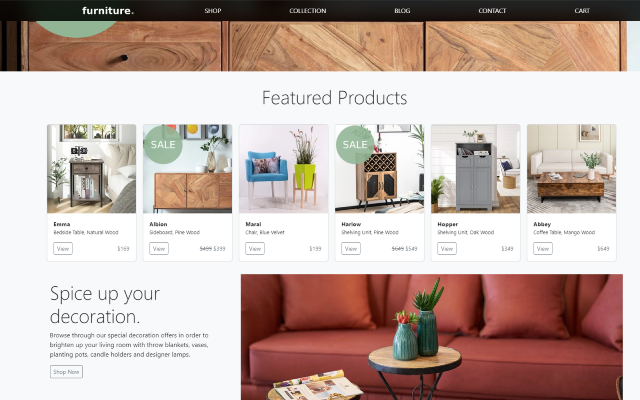 furniture.
SHOP
COLLECTION
BLOG
CONTACT
CART
Featured Products
SALE
SALE
Emma
Bedside Table, Natural Wood
View
$169
Albion
Sideboard, Pine Wood
View
$499 $399
Maral
Chair, Blue Velvet
View
$199
Harlow
Shelving Unit, Pine Wood
View
$649 $549
Hopper
Shelving Unit, Oak Wood
View
$349
Abbey
Coffee Table, Mango Wood
View
$649
Spice up your
decoration.
Browse through our special decoration offers in order to
brighten up your living room with throw blankets, vases,
planting pots, candle holders and designer lamps.
Shop Now